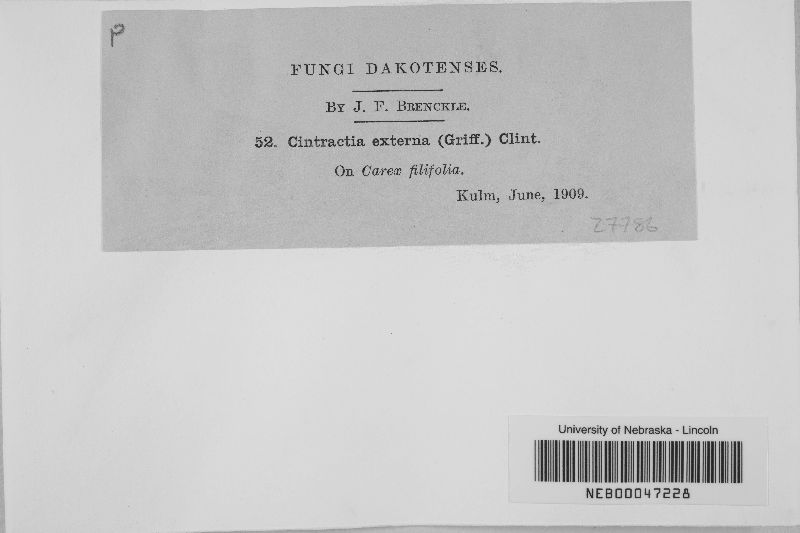 P
FUNGI DAKOTENSES.
BY J. F. BRENCKLE.
52. Cintractia externa (Griff.) Clint.
On Carex filifolia.
Kulm, June, 1909.
27786
University of Nebraska - Lincoln
NEB00047228